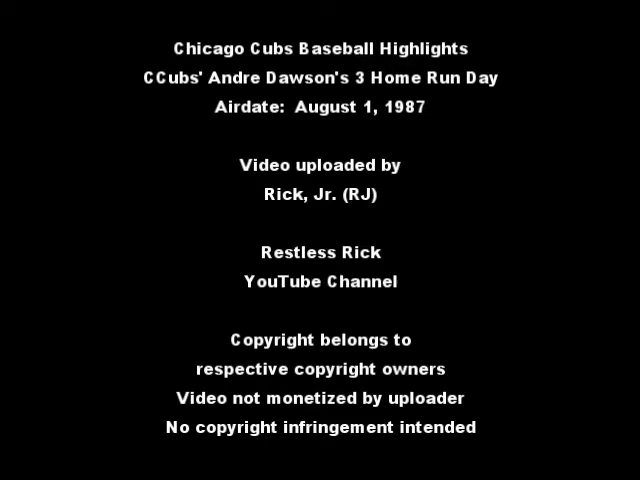 Chicago Cubs Baseball Highlights
CCubs' Andre Dawson's 3 Home Run Day
Airdate:  August 1, 1987
Video uploaded by
Rick, Jr. (RJ)
Restless Rick
YouTube Channel
Copyright belongs to
respective copyright owners
Video not monetized by uploader
No copyright infringement intended